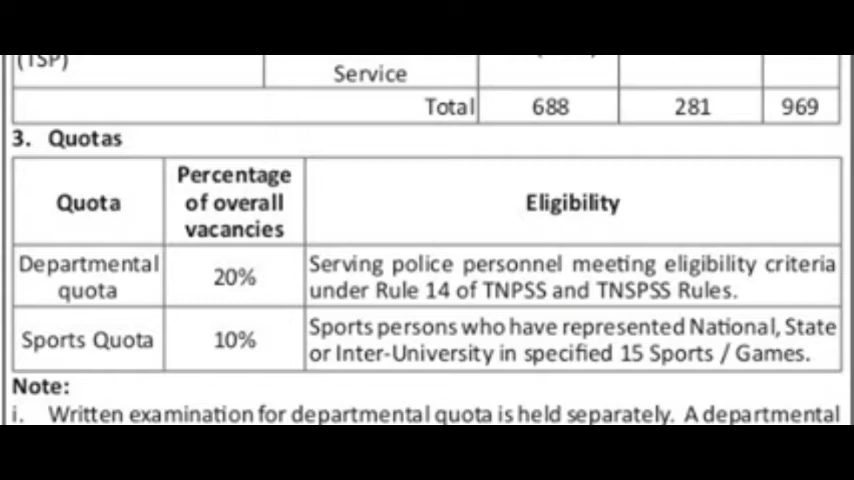 (TSP)
Service
Total 688 281 969
3. Quotas
Quota Percentage of overall vacancies Eligibility
Departmental quota 20% Serving police personnel meeting eligibility criteria
under Rule 14 of TNPSS and TNSPSS Rules.
Sports Quota 10% Sports persons who have represented National, State
or Inter-University in specified 15 Sports / Games.
Note:
i. Written examination for departmental quota is held separately. A departmental